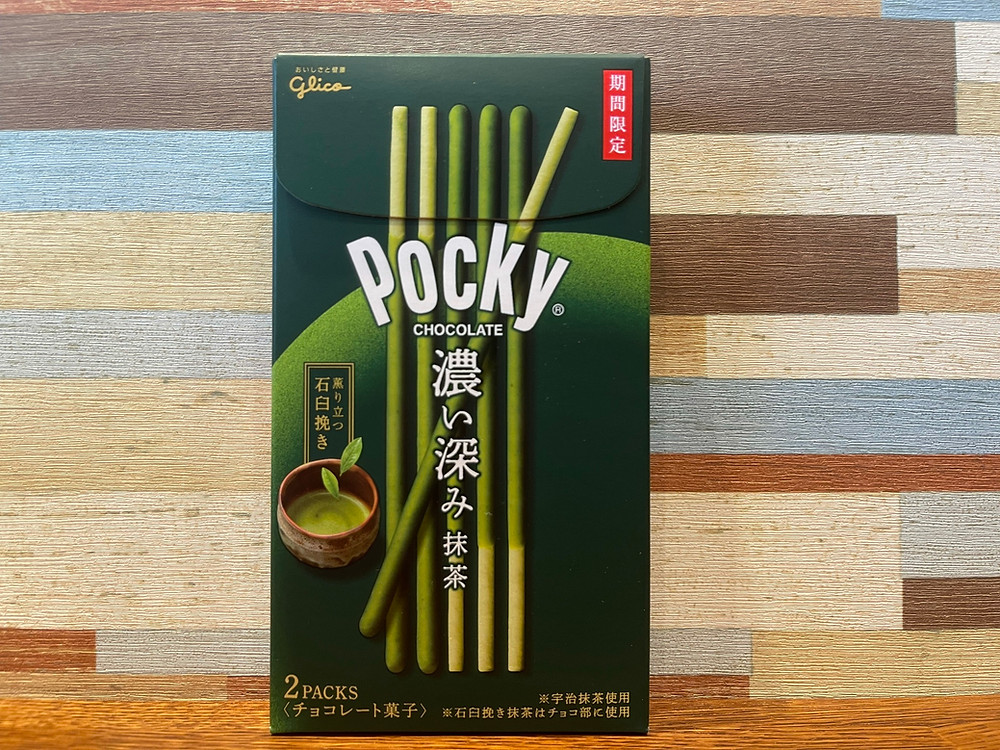 おいしさと健康
Glico
期間限定
Pocky®
CHOCOLATE
濃い深み 抹茶
薫り立つ
石臼挽き
2 PACKS
〈チョコレート菓子〉
※宇治抹茶使用
※石臼挽き抹茶はチョコ部に使用